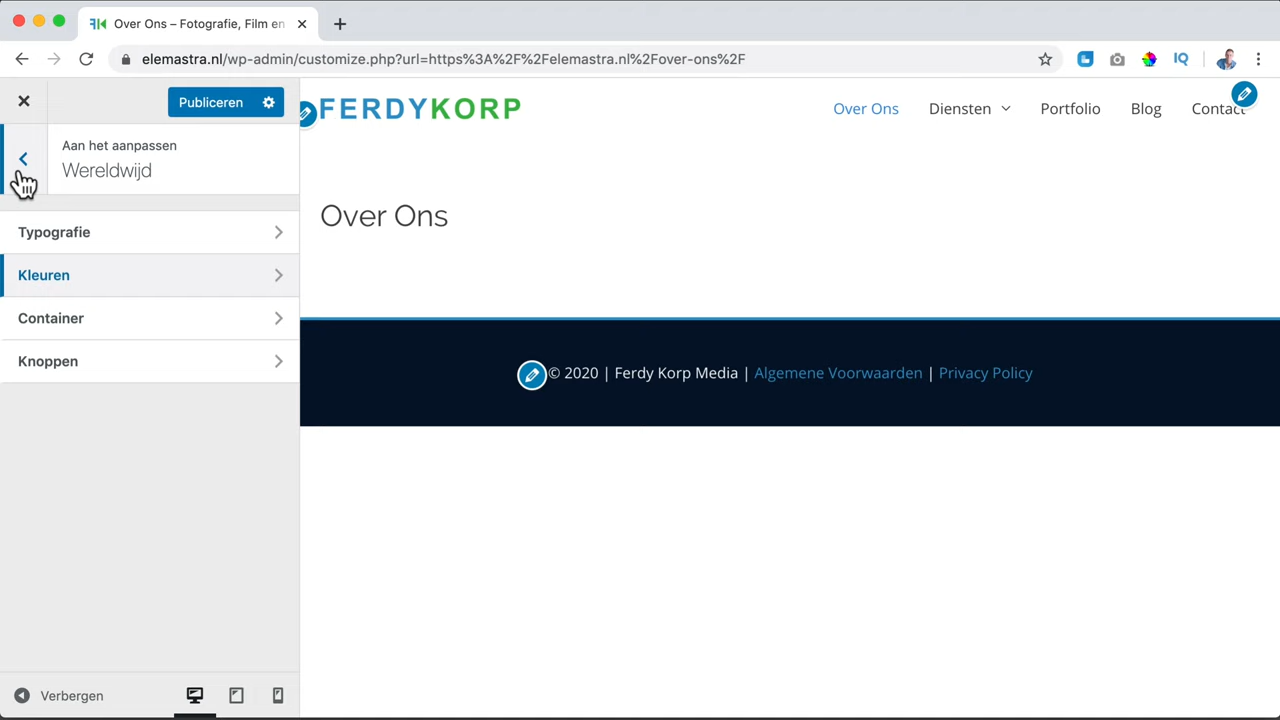 Over Ons – Fotografie, Film en
elemastra.nl/wp-admin/customize.php?url=https%3A%2F%2Felemastra.nl%2Fover-ons%2F
IQ
Publiceren
Aan het aanpassen
Wereldwijd
Typografie
Kleuren
Container
Knoppen
Verbergen
FERDYKORP
Over Ons Diensten Portfolio Blog Contact
Over Ons
© 2020 | Ferdy Korp Media | Algemene Voorwaarden | Privacy Policy